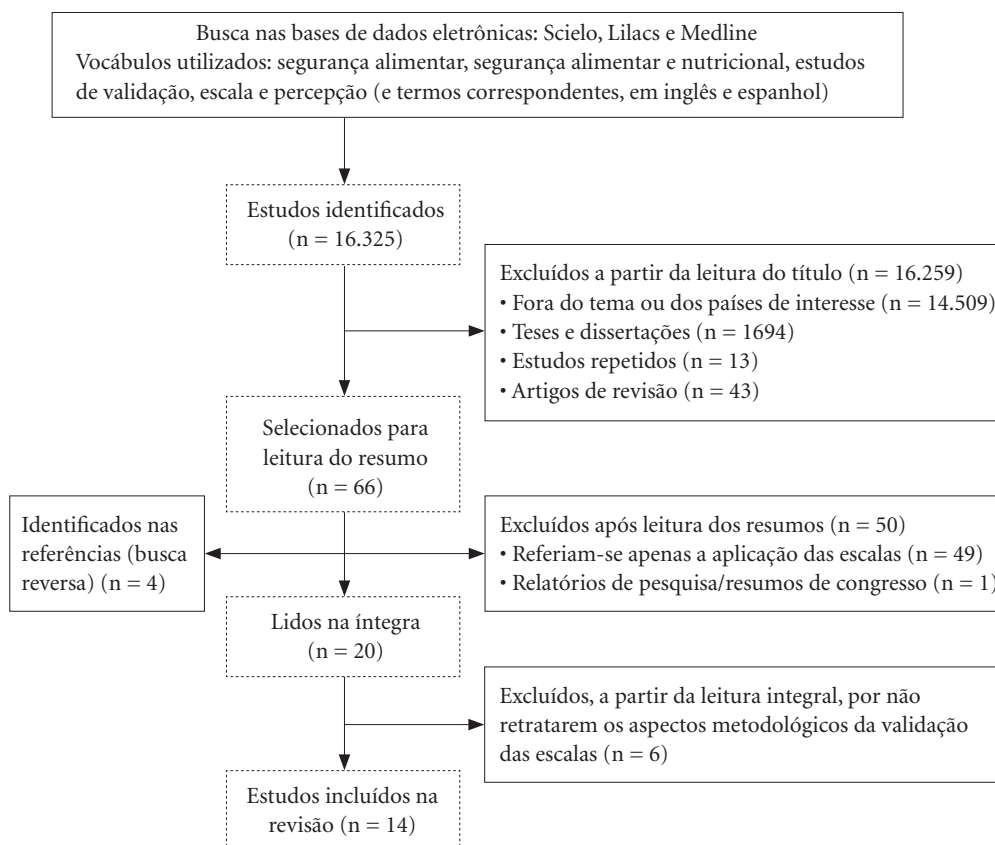 Busca nas bases de dados eletrônicas: Scielo, Lilacs e Medline
Vocábulos utilizados: segurança alimentar, segurança alimentar e nutricional, estudos
de validação, escala e percepção (e termos correspondentes, em inglês e espanhol)
Estudos identificados
(n = 16.325)
Excluídos a partir da leitura do título (n = 16.259)
• Fora do tema ou dos países de interesse (n = 14.509)
• Teses e dissertações (n = 1694)
• Estudos repetidos (n = 13)
• Artigos de revisão (n = 43)
Selecionados para
leitura do resumo
(n = 66)
Identificados nas
referências (busca
reversa) (n = 4)
Excluídos após leitura dos resumos (n = 50)
• Referiam-se apenas a aplicação das escalas (n = 49)
• Relatórios de pesquisa/resumos de congresso (n = 1)
Lidos na íntegra
(n = 20)
Excluídos, a partir da leitura integral, por não
retratarem os aspectos metodológicos da validação
das escalas (n = 6)
Estudos incluídos na
revisão (n = 14)